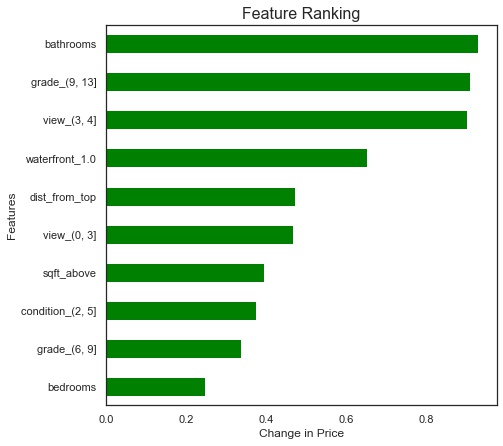 Feature Ranking
bathrooms
grade_(9, 13]
view_(3, 4]
waterfront_1.0
dist_from_top
view_(0, 3]
sqft_above
condition_(2, 5]
grade_(6, 9]
bedrooms
Features
0.0 0.2 0.4 0.6 0.8
Change in Price